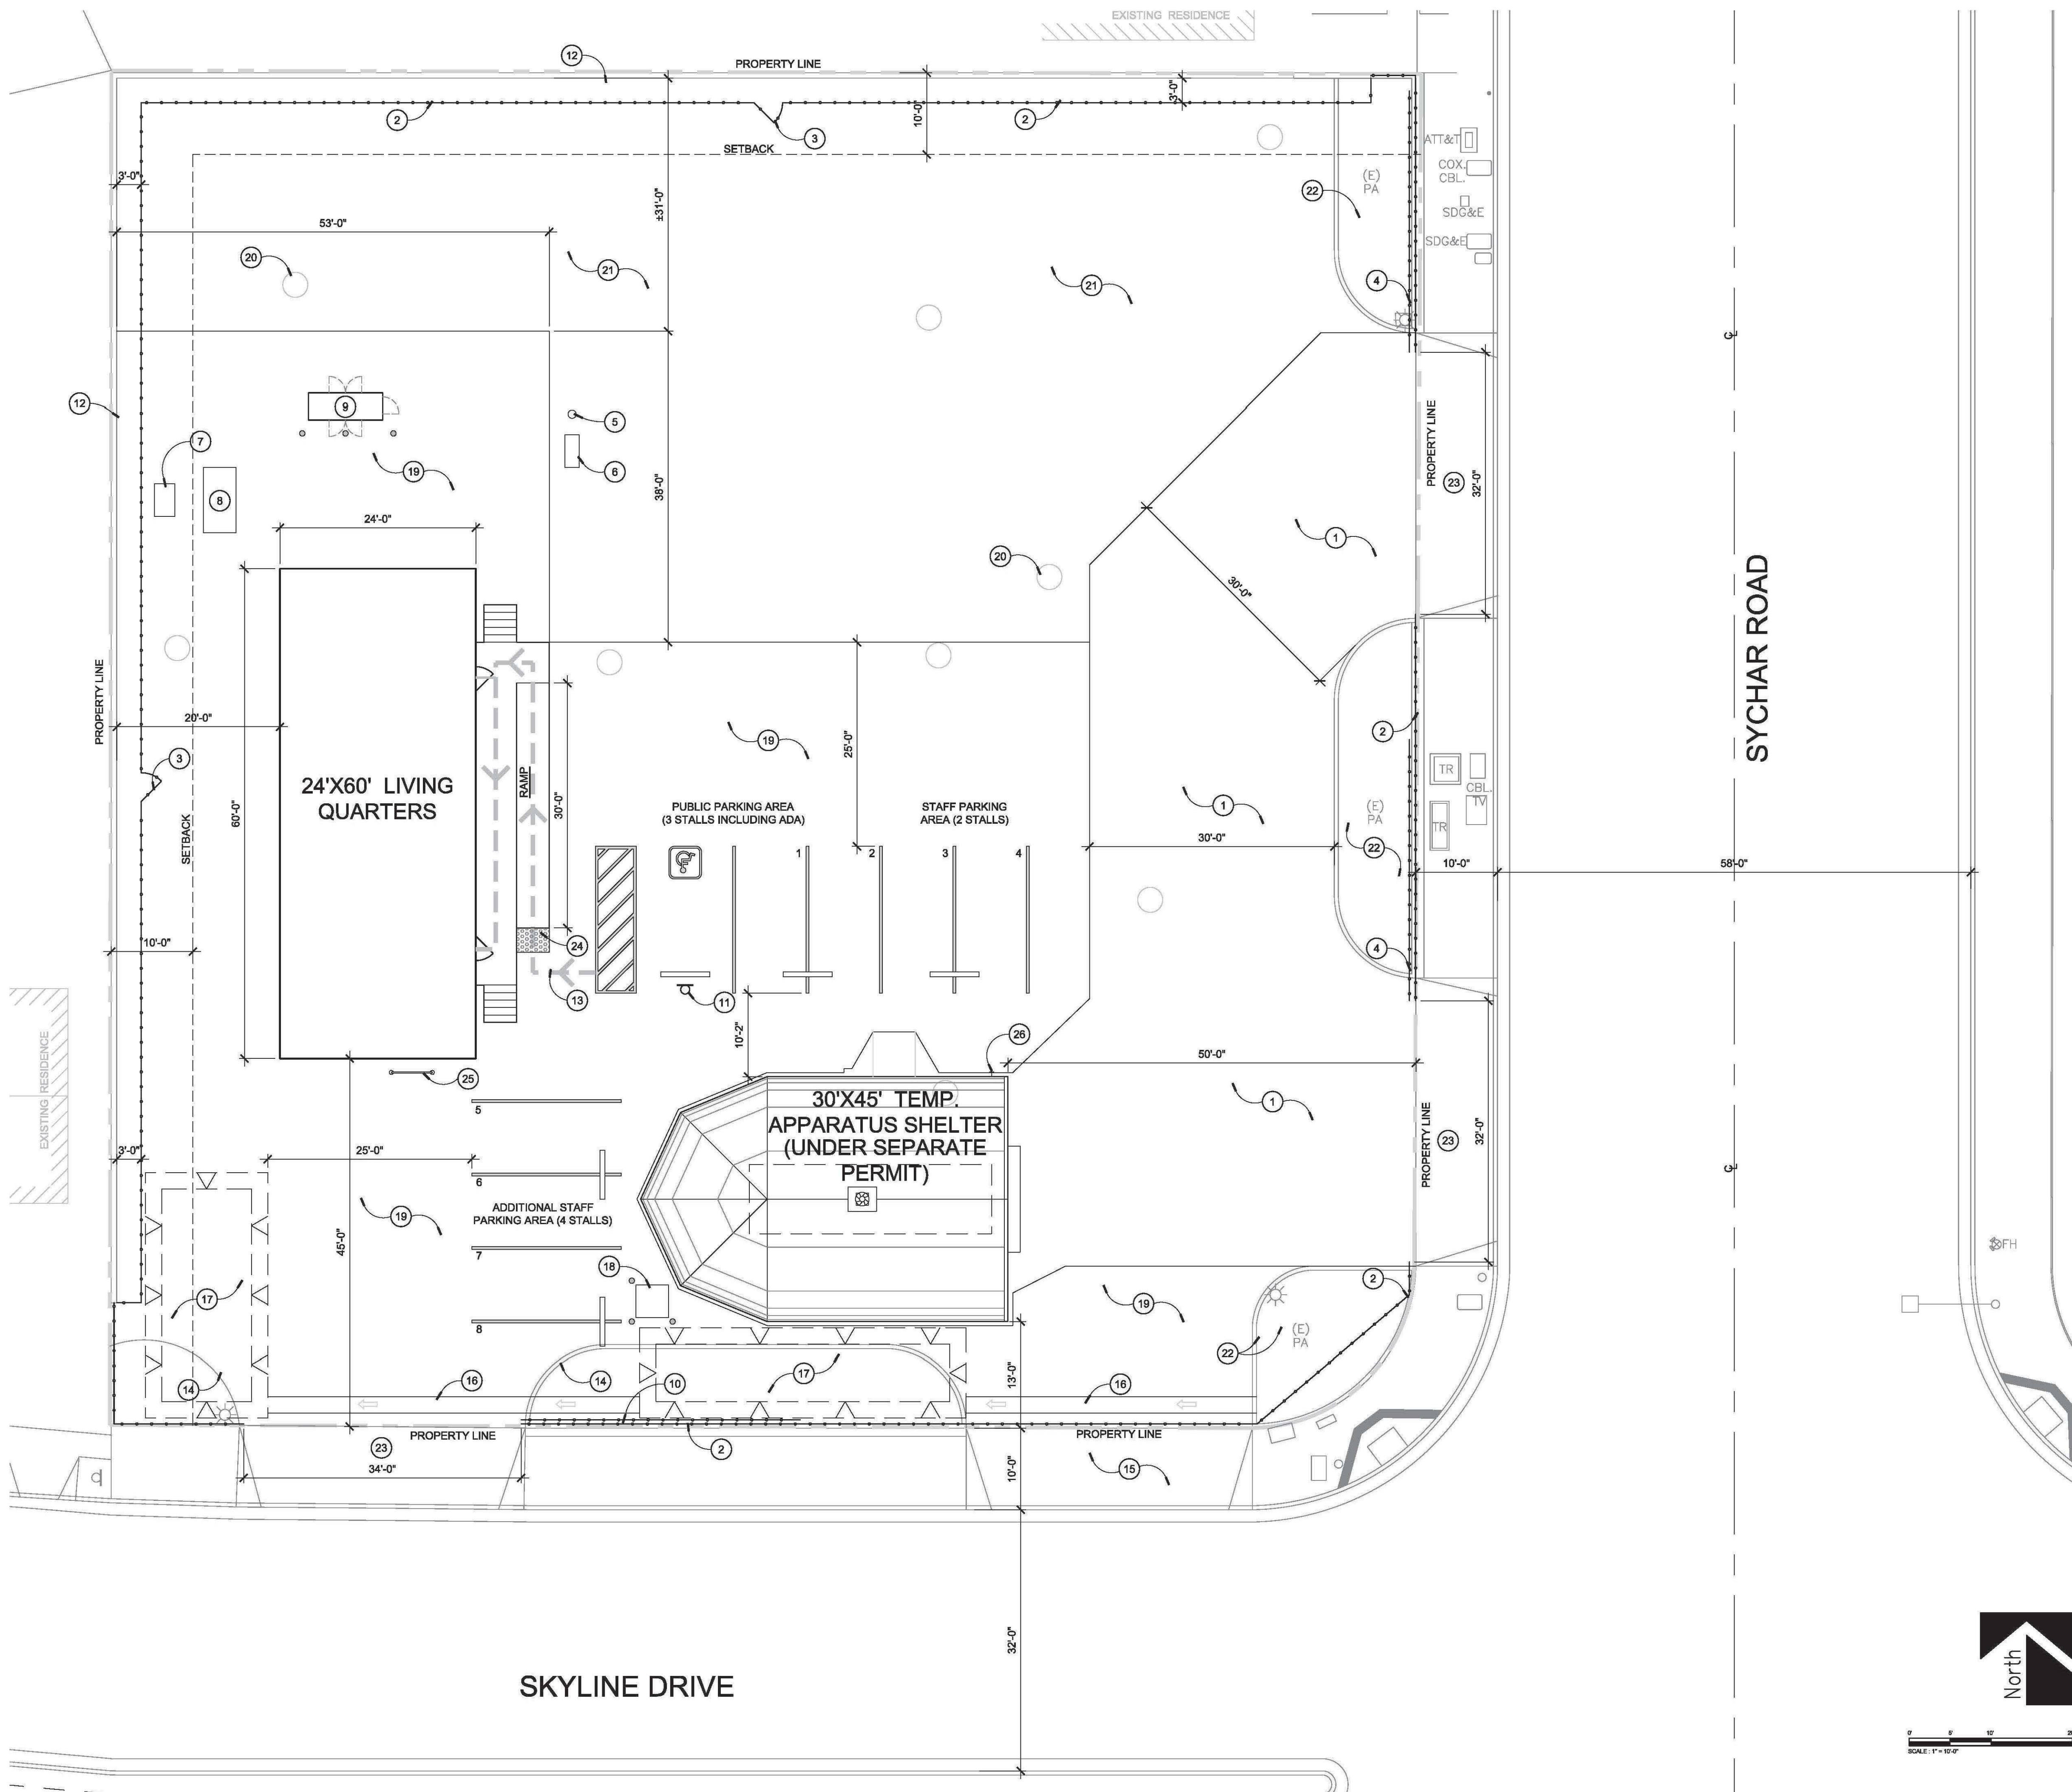 EXISTING RESIDENCE
12
PROPERTY LINE
2
3
2
3'-0"
10'-0"
SETBACK
ATT&T
COX.
CBL.
SDG&E
SDG&E
(E)
PA
22
3'-0"
±31'-0"
53'-0"
20
21
21
4
℄
12
9
5
7
6
19
8
38'-0"
24'-0"
PROPERTY LINE
23
32'-0"
1
20
30'-0"
SYCHAR ROAD
PROPERTY LINE
20'-0"
3
60'-0"
24'X60' LIVING
QUARTERS
RAMP
30'-0"
19
25'-0"
2
TR
CBL.
TV
TR
PUBLIC PARKING AREA
(3 STALLS INCLUDING ADA)
STAFF PARKING
AREA (2 STALLS)
1
(E)
PA
22
SETBACK
1
2
3
4
30'-0"
10'-0"
58'-0"
10'-0"
24
4
13
11
10'-2"
26
EXISTING RESIDENCE
25
50'-0"
5
30'X45' TEMP.
APPARATUS SHELTER
(UNDER SEPARATE
PERMIT)
1
PROPERTY LINE
23
32'-0"
℄
3'-0"
25'-0"
6
19
ADDITIONAL STAFF
PARKING AREA (4 STALLS)
45'-0"
7
18
FH
17
8
19
2
22
(E)
PA
14
16
14
10
17
13'-0"
16
PROPERTY LINE
23
34'-0"
2
PROPERTY LINE
10'-0"
15
32'-0"
SKYLINE DRIVE
North
0'
5'
10'
SCALE : 1" = 10'-0"